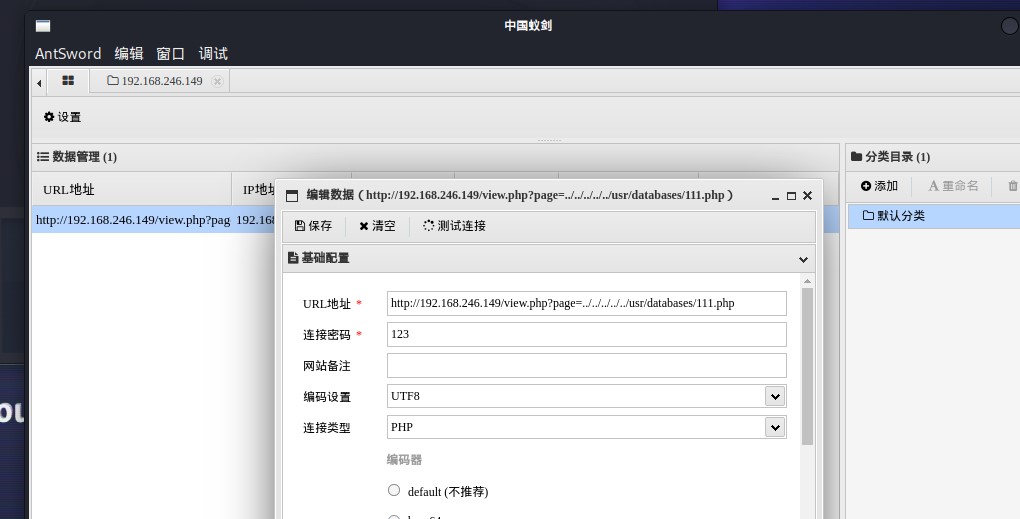 中国蚁剑
AntSword 编辑 窗口 调试
192.168.246.149
设置
数据管理 (1)
分类目录 (1)
URL地址
IP地址
添加
重命名
http://192.168.246.149/view.php?pag
192.168
默认分类
编辑数据 ( http://192.168.246.149/view.php?page=../../../../../usr/databases/111.php )
保存
清空
测试连接
基础配置
URL地址 *
http://192.168.246.149/view.php?page=../../../../../usr/databases/111.php
连接密码 *
123
网站备注
编码设置
UTF8
连接类型
PHP
编码器
default (不推荐)